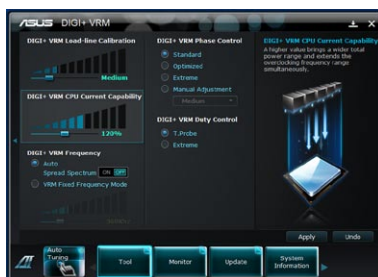 ASUS DIGI+ VRM
DIGI+ VRM Load-line Calibration
Medium
DIGI+ VRM CPU Current Capability
120%
DIGI+ VRM Frequency
Auto
Spread Spectrum ON OFF
VRM Fixed Frequency Mode
DIGI+ VRM Phase Control
Standard
Optimized
Extreme
Manual Adjustment
Medium
DIGI+ VRM Duty Control
T.Probe
Extreme
DIGI+ VRM CPU Current Capability
A higher value brings a wider total
power range and extends the
overclocking frequency range
simultaneously.
Apply Undo
Auto
Tuning
Tool
Monitor
Update
System
Information